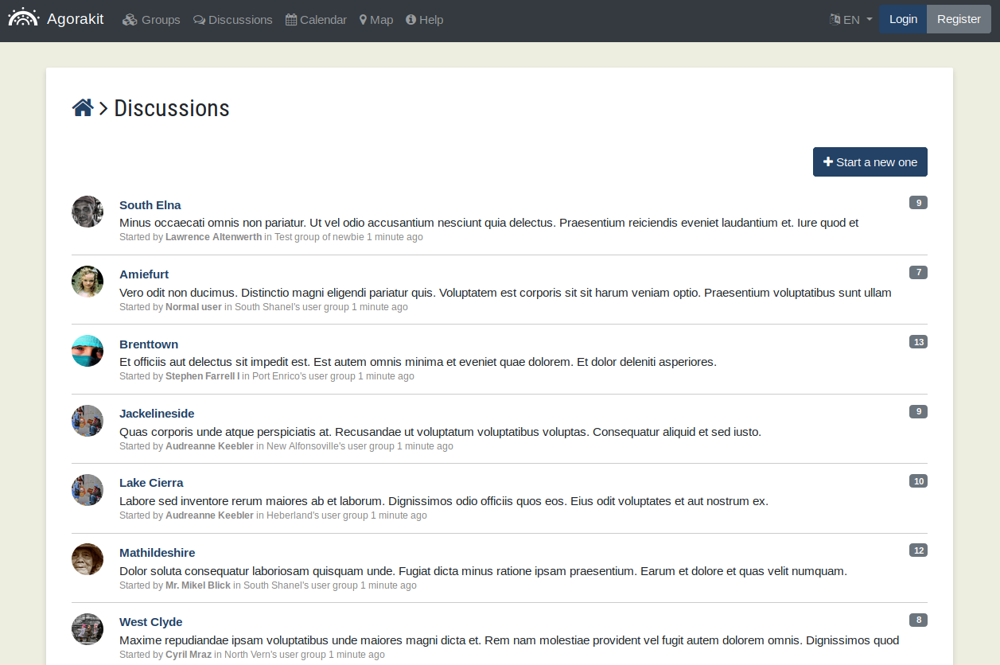 Agorakit Groups Discussions Calendar Map Help EN Login Register
Discussions
Start a new one
South Elna 9
Minus occaecati omnis non pariatur. Ut vel odio accusantium nesciunt quia delectus. Praesentium reiciendis eveniet laudantium et. Iure quod et
Started by Lawrence Altenwerth in Test group of newbie 1 minute ago
Amiefurt 7
Vero odit non ducimus. Distinctio magni eligendi pariatur quis. Voluptatem est corporis sit sit harum veniam optio. Praesentium voluptatibus sunt ullam
Started by Normal user in South Shanel's user group 1 minute ago
Brenttown 13
Et officiis aut delectus sit impedit est. Est autem omnis minima et eveniet quae dolorem. Et dolor deleniti asperiores.
Started by Stephen Farrell I in Port Enrico's user group 1 minute ago
Jackelineside 9
Quas corporis unde atque perspiciatis at. Recusandae ut voluptatum voluptatibus voluptas. Consequatur aliquid et sed iusto.
Started by Audreanne Keebler in New Alfonsoville's user group 1 minute ago
Lake Cierra 10
Labore sed inventore rerum maiores ab et laborum. Dignissimos odio officiis quos eos. Eius odit voluptates et aut nostrum ex.
Started by Audreanne Keebler in Heberland's user group 1 minute ago
Mathildeshire 12
Dolor soluta consequatur laboriosam quisquam unde. Fugiat dicta minus ratione ipsam praesentium. Earum et dolore et quas velit numquam.
Started by Mr. Mikel Blick in South Shanel's user group 1 minute ago
West Clyde 8
Maxime repudiandae ipsam voluptatibus unde maiores magni dicta et. Rem nam molestiae provident vel fugit autem dolorem omnis. Dignissimos quod
Started by Cyril Mraz in North Vern's user group 1 minute ago